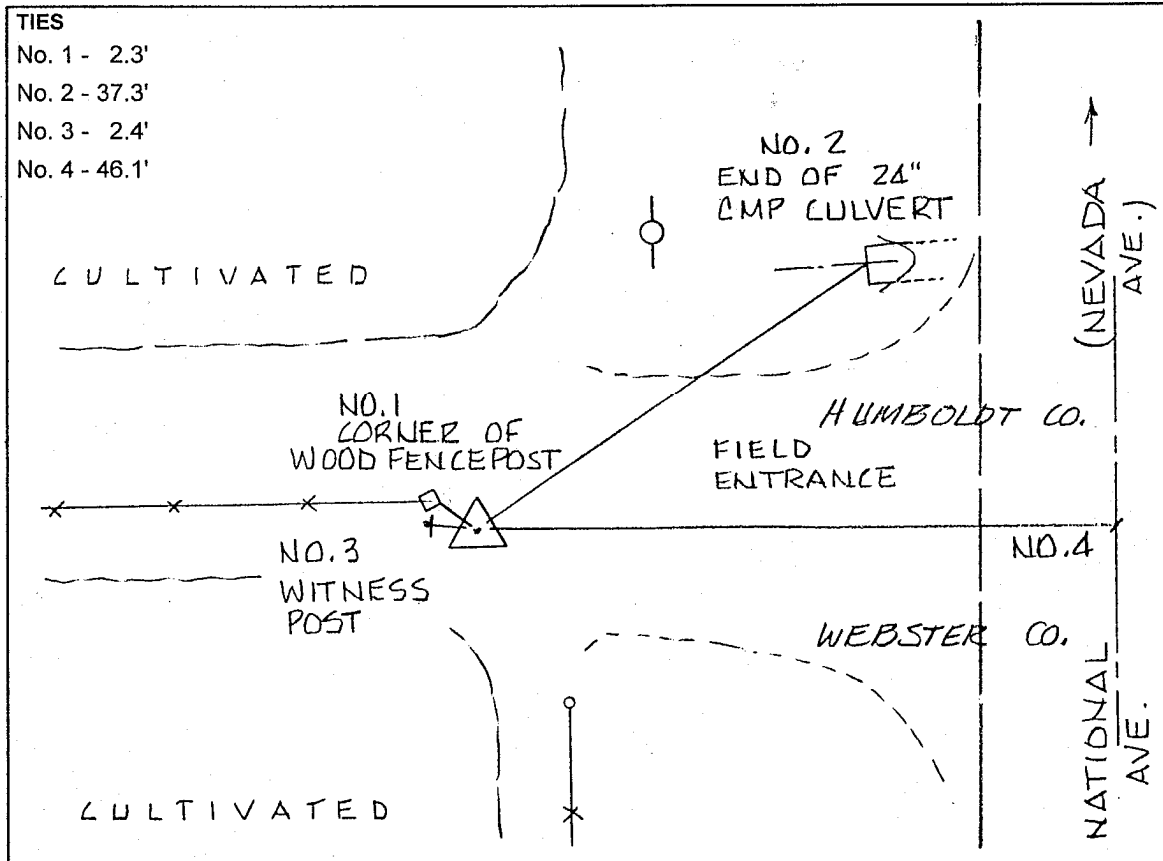 TIES
No. 1 - 2.3'
No. 2 - 37.3'
No. 3 - 2.4'
No. 4 - 46.1'
NO. 2
END OF 24"
CMP CULVERT
(NEVADA
AVE.)
CULTIVATED
NO. 1
CORNER OF
WOOD FENCEPOST
HUMBOLDT CO.
FIELD
ENTRANCE
NO. 3
WITNESS
POST
NO. 4
WEBSTER CO.
NATIONAL
AVE.
CULTIVATED